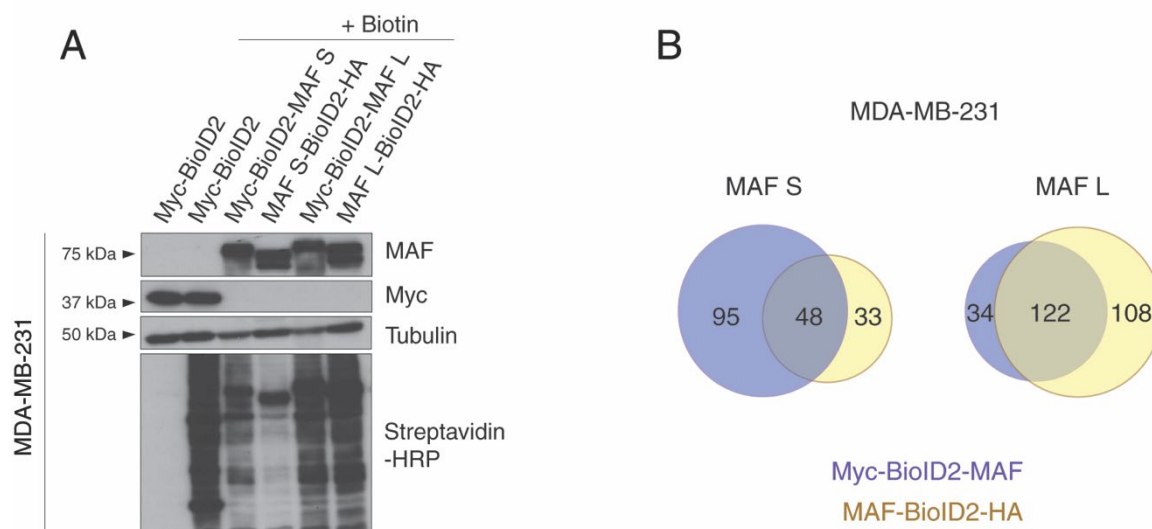 A
+ Biotin
Myc-BioID2
Myc-BioID2
Myc-BioID2-MAF S
MAF S-BioID2-HA
Myc-BioID2-MAF L
MAF L-BioID2-HA
MDA-MB-231
75 kDa
MAF
37 kDa
Myc
50 kDa
Tubulin
Streptavidin
-HRP
B
MDA-MB-231
MAF S
MAF L
95
48
33
34
122
108
Myc-BioID2-MAF
MAF-BioID2-HA